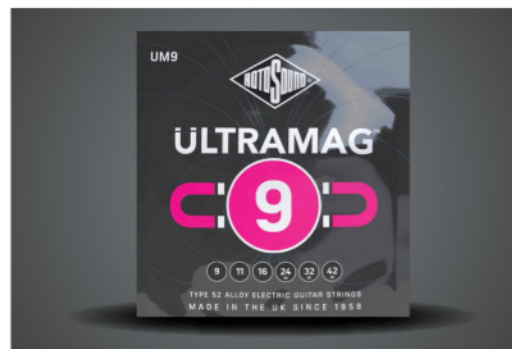 UM9
ROTOSOUND
ÜLTRAMAG™
9
9 11 16 24 32 42
TYPE 52 ALLOY ELECTRIC GUITAR STRINGS
MADE IN THE UK SINCE 1958